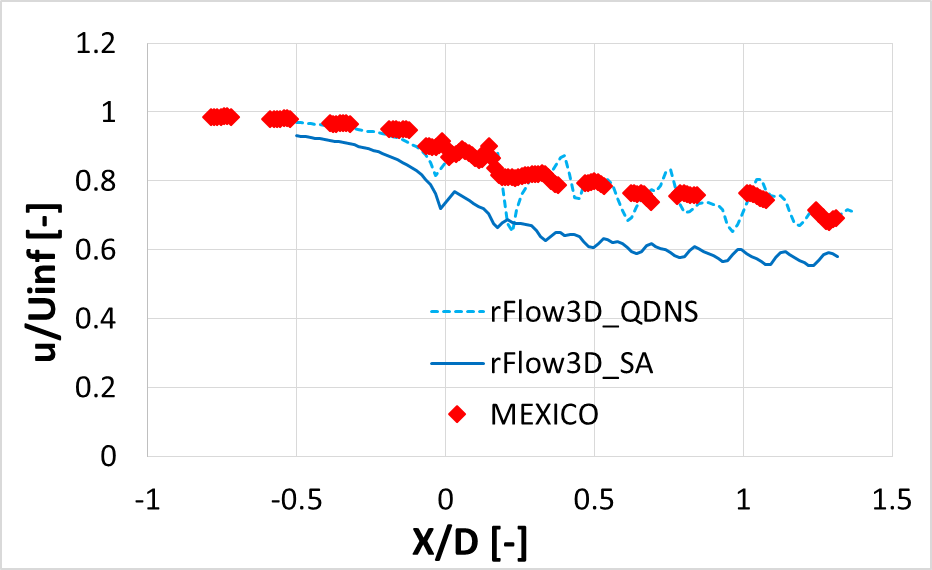 1.2
1
0.8
0.6
0.4
0.2
0
u/Uinf [-]
rFlow3D_QDNS
rFlow3D_SA
MEXICO
-1
-0.5
0
0.5
1
1.5
X/D [-]